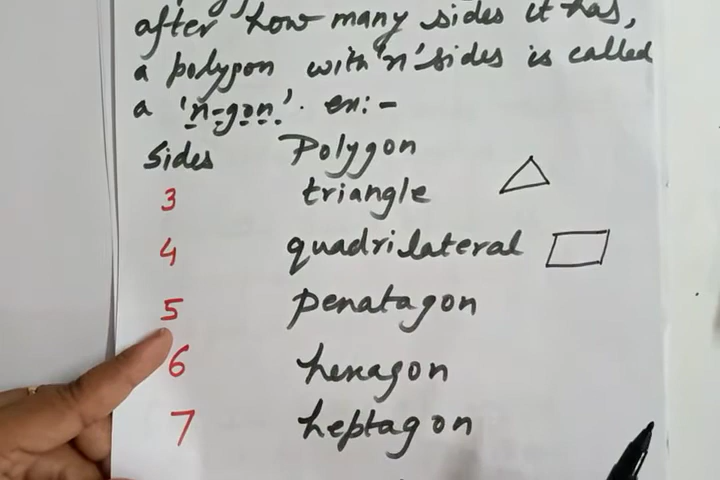 after how many sides it has,
a polygon with 'n' sides is called
a 'n-gon'. ex:-
Sides Polygon
3 triangle
4 quadrilateral
5 penatagon
6 hexagon
7 heptagon